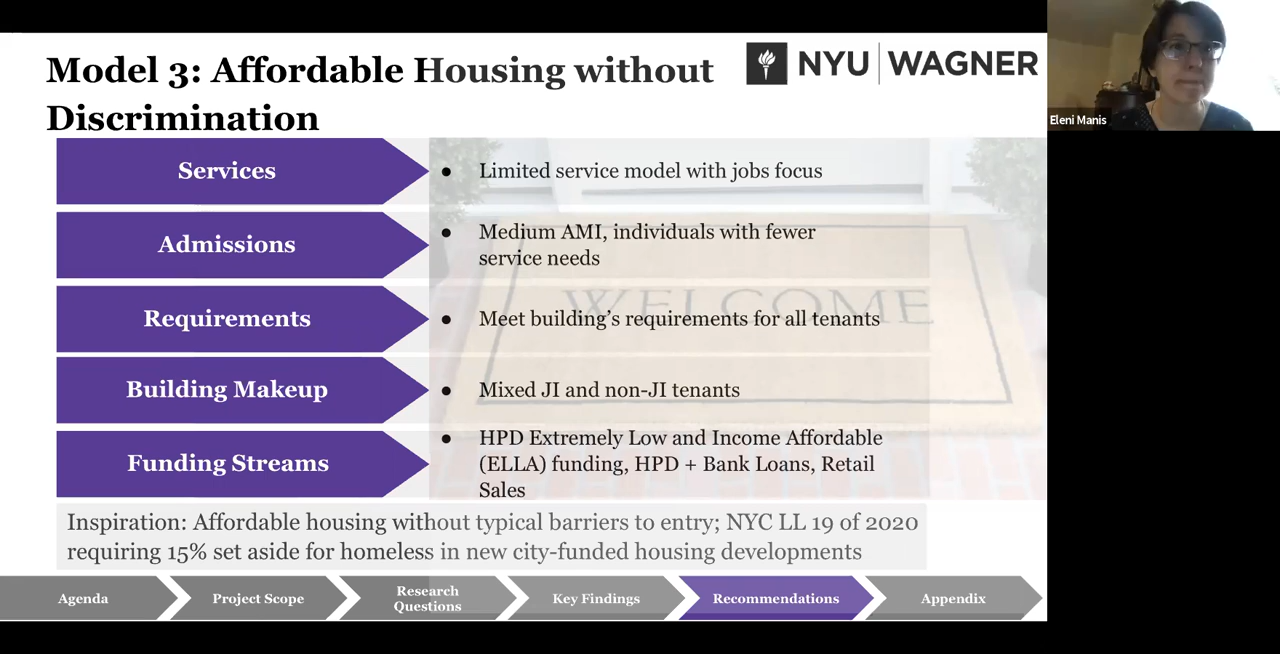 Model 3: Affordable Housing without
Discrimination
NYU WAGNER
Eleni Manis
Services
● Limited service model with jobs focus
Admissions
● Medium AMI, individuals with fewer
service needs
WELCOME
Requirements
● Meet building’s requirements for all tenants
Building Makeup
● Mixed JI and non-JI tenants
Funding Streams
● HPD Extremely Low and Income Affordable
(ELLA) funding, HPD + Bank Loans, Retail
Sales
Inspiration: Affordable housing without typical barriers to entry; NYC LL 19 of 2020
requiring 15% set aside for homeless in new city-funded housing developments
Agenda
Project Scope
Research
Questions
Key Findings
Recommendations
Appendix